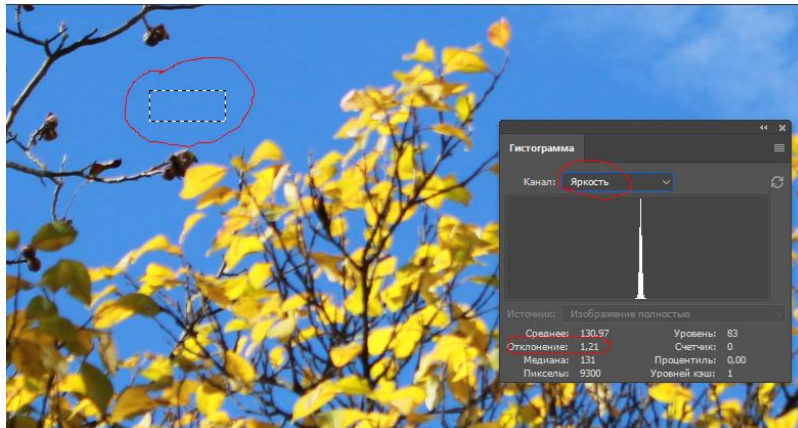 Гистограмма
Канал: Яркость
Источник: Изображение полностью
Среднее: 130.97 Уровень: 83
Отклонение: 1,21 Счетчик: 0
Медиана: 131 Процентиль: 0,00
Пикселы: 9300 Уровней кэш: 1